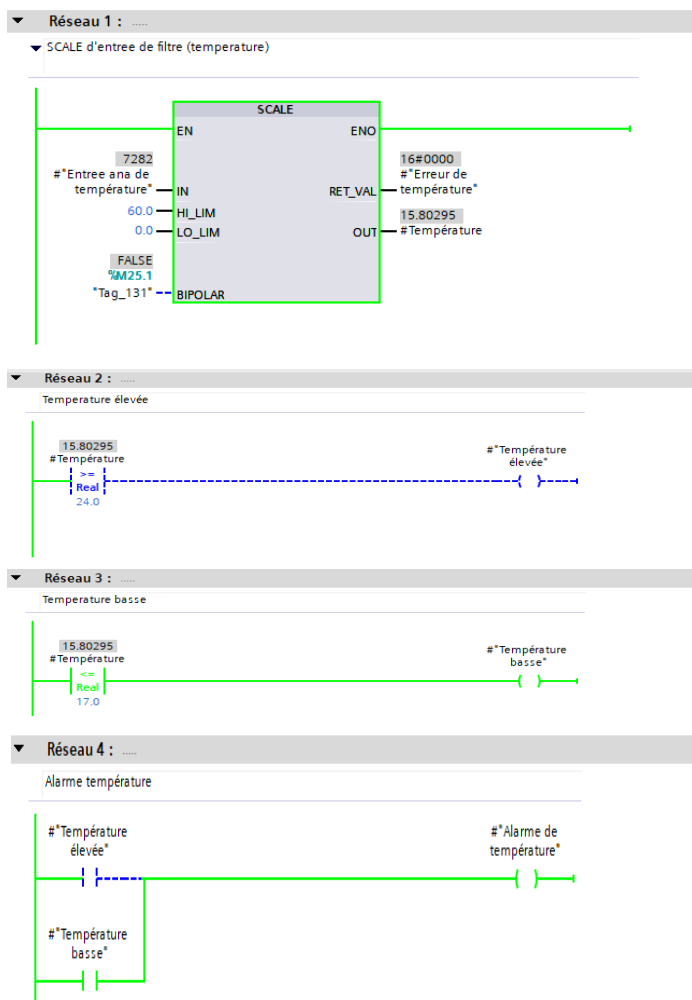 Réseau 1 : .....
SCALE d'entree de filtre (temperature)
SCALE
EN ENO
7282
#"Entree ana de
température"
IN
60.0
HI_LIM
0.0
LO_LIM
FALSE
%M25.1
"Tag_131"
BIPOLAR
16#0000
#"Erreur de
température"
RET_VAL
15.80295
#Température
OUT
Réseau 2 : .....
Temperature élevée
15.80295
#Température
>=
Real
24.0
#"Température
élevée"
Réseau 3 : .....
Temperature basse
15.80295
#Température
<=
Real
17.0
#"Température
basse"
Réseau 4 : .....
Alarme température
#"Température
élevée"
#"Alarme de
température"
#"Température
basse"